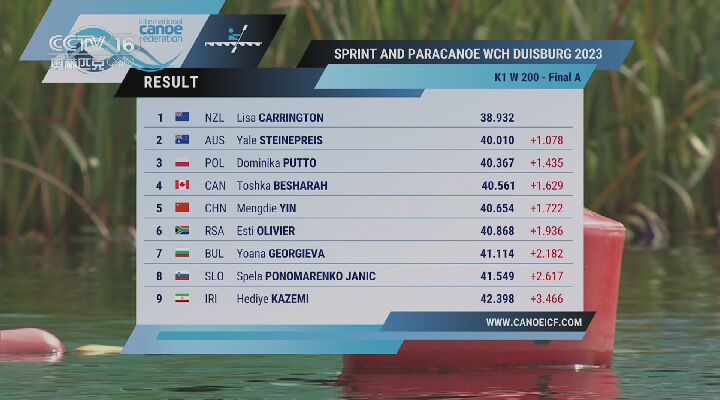 CCTV 16
奥林匹克
international
canoe
federation
SPRINT AND PARACANOE WCH DUISBURG 2023
RESULT
K1 W 200 - Final A
1 NZL Lisa CARRINGTON 38.932
2 AUS Yale STEINEPREIS 40.010 +1.078
3 POL Dominika PUTTO 40.367 +1.435
4 CAN Toshka BESHARAH 40.561 +1.629
5 CHN Mengdie YIN 40.654 +1.722
6 RSA Esti OLIVIER 40.868 +1.936
7 BUL Yoana GEORGIEVA 41.114 +2.182
8 SLO Spela PONOMARENKO JANIC 41.549 +2.617
9 IRI Hediye KAZEMI 42.398 +3.466
WWW.CANOEICF.COM